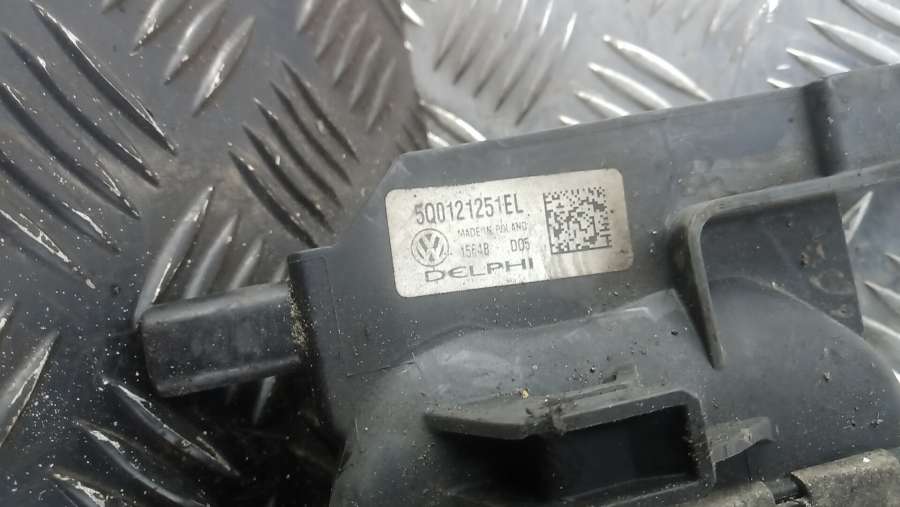 5Q0121251EL
MADE IN POLAND
15648 D05
DELPHI